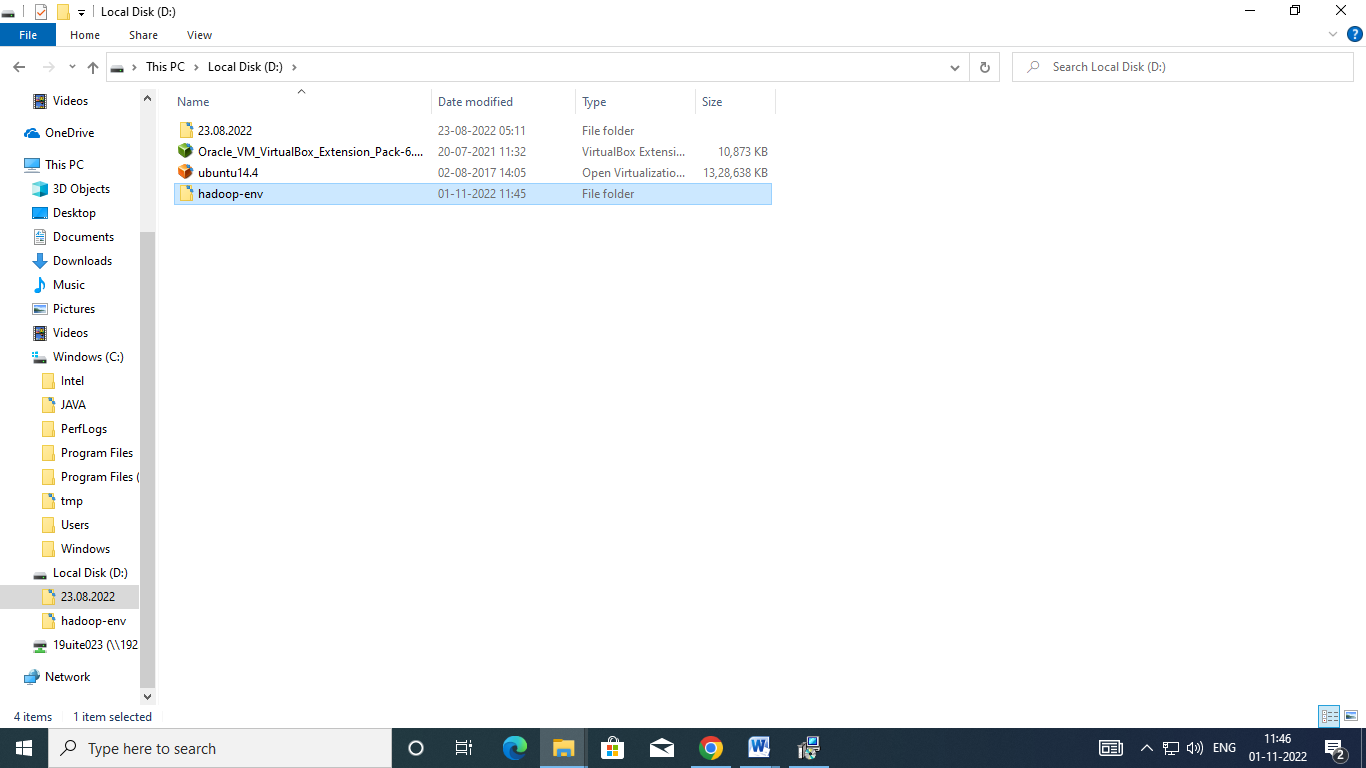 Local Disk (D:)
File Home Share View
This PC Local Disk (D:) Search Local Disk (D:)
Name Date modified Type Size
23.08.2022 23-08-2022 05:11 File folder
Oracle_VM_VirtualBox_Extension_Pack-6.... 20-07-2021 11:32 VirtualBox Extensi... 10,873 KB
ubuntu14.4 02-08-2017 14:05 Open Virtualizatio... 13,28,638 KB
hadoop-env 01-11-2022 11:45 File folder
Videos
OneDrive
This PC
3D Objects
Desktop
Documents
Downloads
Music
Pictures
Videos
Windows (C:)
Intel
JAVA
PerfLogs
Program Files
Program Files (
tmp
Users
Windows
Local Disk (D:)
23.08.2022
hadoop-env
19uite023 (\\192
Network
4 items 1 item selected
Type here to search
ENG
11:46
01-11-2022
2